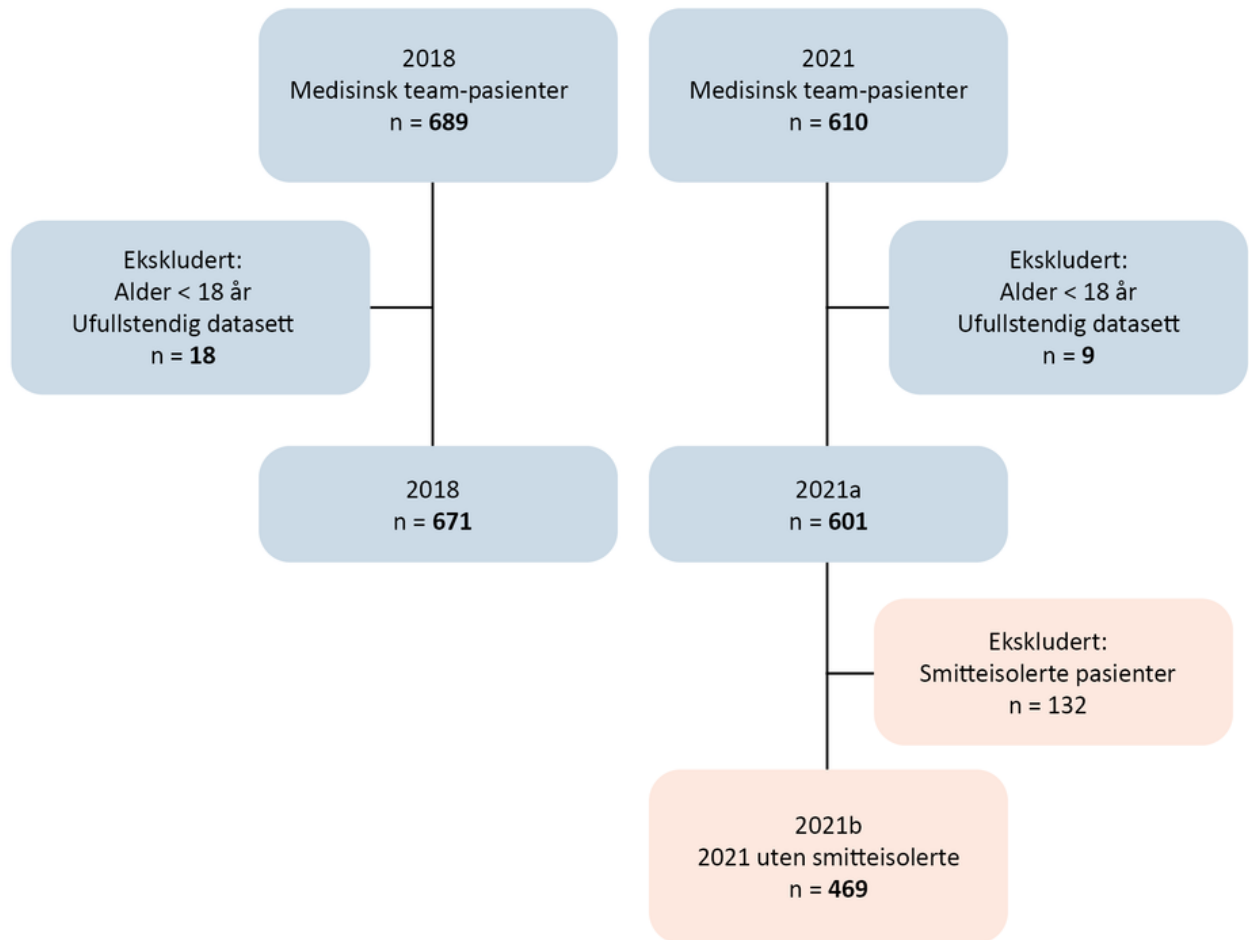 2018
Medisinsk team-pasienter
n = 689
2021
Medisinsk team-pasienter
n = 610
Ekskludert:
Alder < 18 år
Ufullstendig datasett
n = 18
Ekskludert:
Alder < 18 år
Ufullstendig datasett
n = 9
2018
n = 671
2021a
n = 601
Ekskludert:
Smitteisolerte pasienter
n = 132
2021b
2021 uten smitteisolerte
n = 469